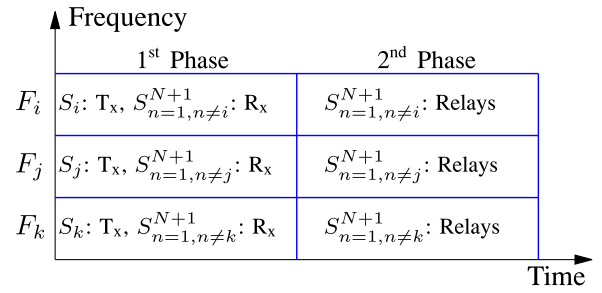 Frequency
1st Phase 2nd Phase
F_i S_i: T_x, S_{n=1,n≠i}^{N+1}: R_x S_{n=1,n≠i}^{N+1}: Relays
F_j S_j: T_x, S_{n=1,n≠j}^{N+1}: R_x S_{n=1,n≠j}^{N+1}: Relays
F_k S_k: T_x, S_{n=1,n≠k}^{N+1}: R_x S_{n=1,n≠k}^{N+1}: Relays
Time